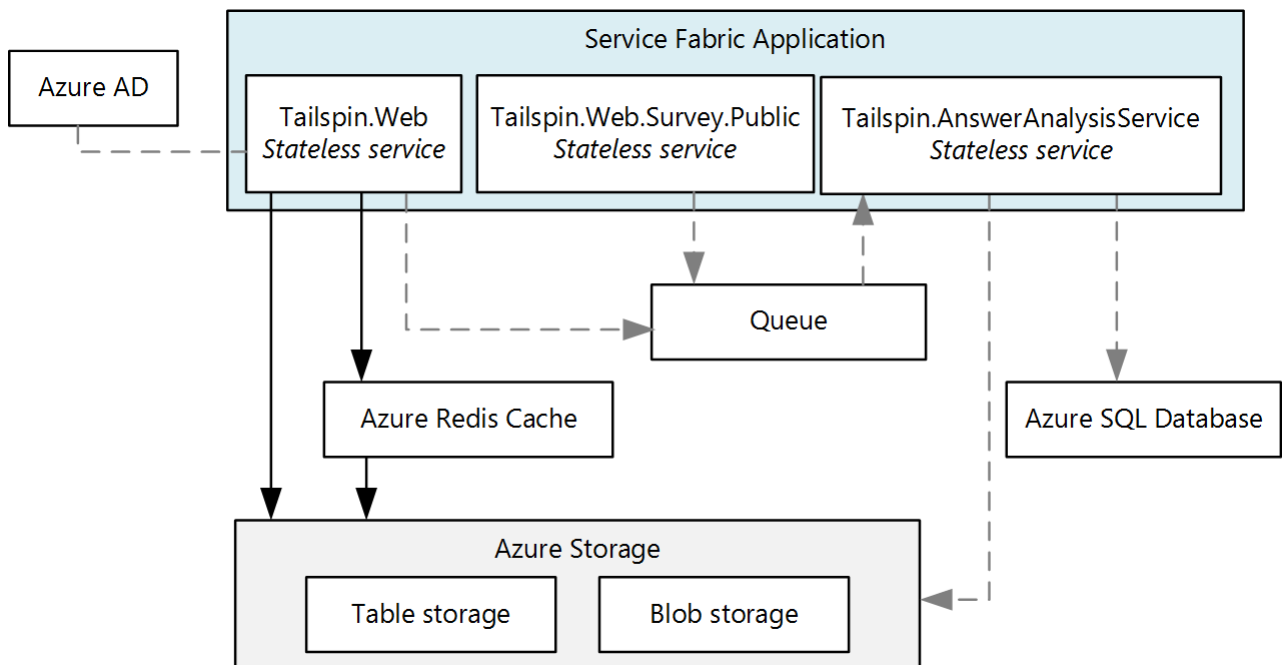 Service Fabric Application
Azure AD
Tailspin.Web
Stateless service
Tailspin.Web.Survey.Public
Stateless service
Tailspin.AnswerAnalysisService
Stateless service
Queue
Azure Redis Cache
Azure SQL Database
Azure Storage
Table storage
Blob storage